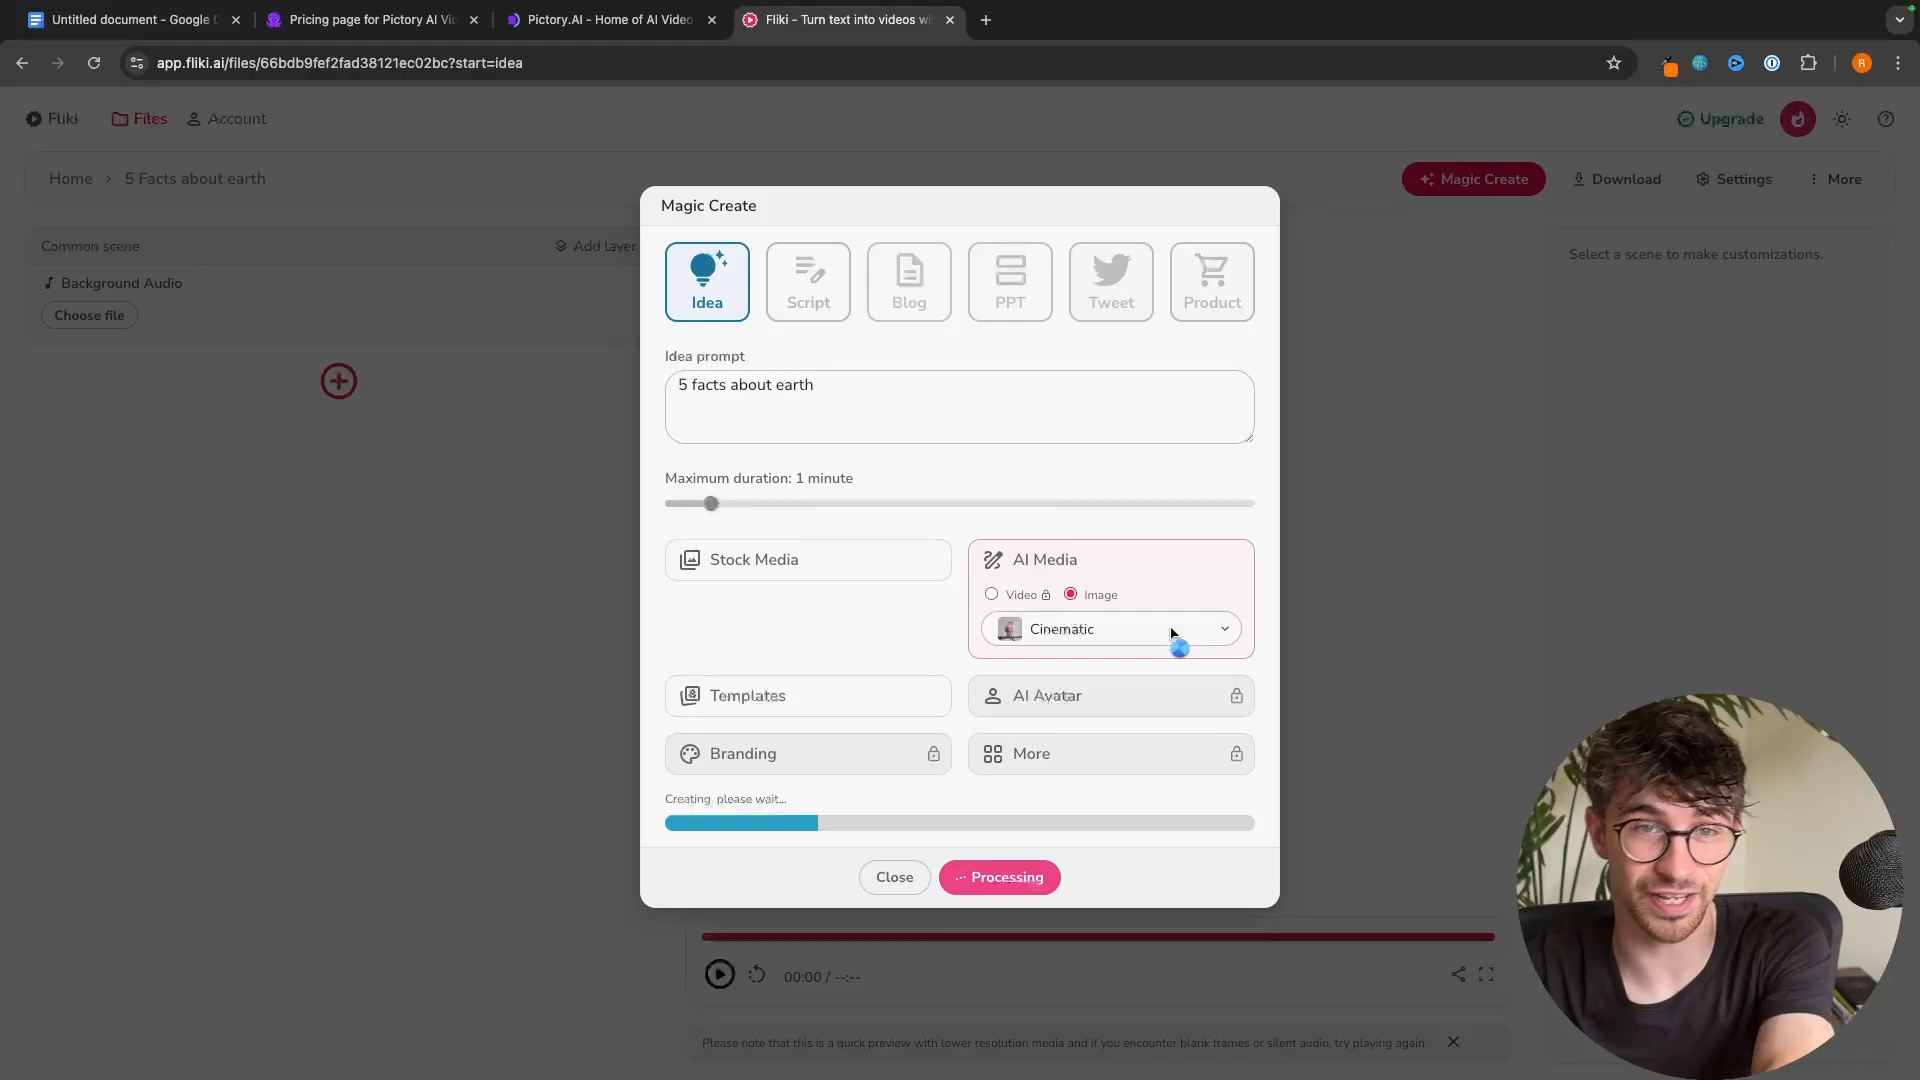 Untitled document - Google D
Pricing page for Pictory AI Vi
Pictory.AI - Home of AI Video
Fliki - Turn text into videos wi
app.fliki.ai/files/66bdb9fef2fad38121ec02bc?start=idea
R
Fliki
Files
Account
Upgrade
Home > 5 Facts about earth
Magic Create
Download
Settings
More
Common scene
Add layer
Background Audio
Choose file
Select a scene to make customizations.
Magic Create
Idea
Script
Blog
PPT
Tweet
Product
Idea prompt
5 facts about earth
Maximum duration: 1 minute
Stock Media
AI Media
Video
Image
Cinematic
Templates
AI Avatar
Branding
More
Creating, please wait...
Close
··· Processing
00:00 / --:--
Please note that this is a quick preview with lower resolution media and if you encounter blank frames or silent audio, try playing again.